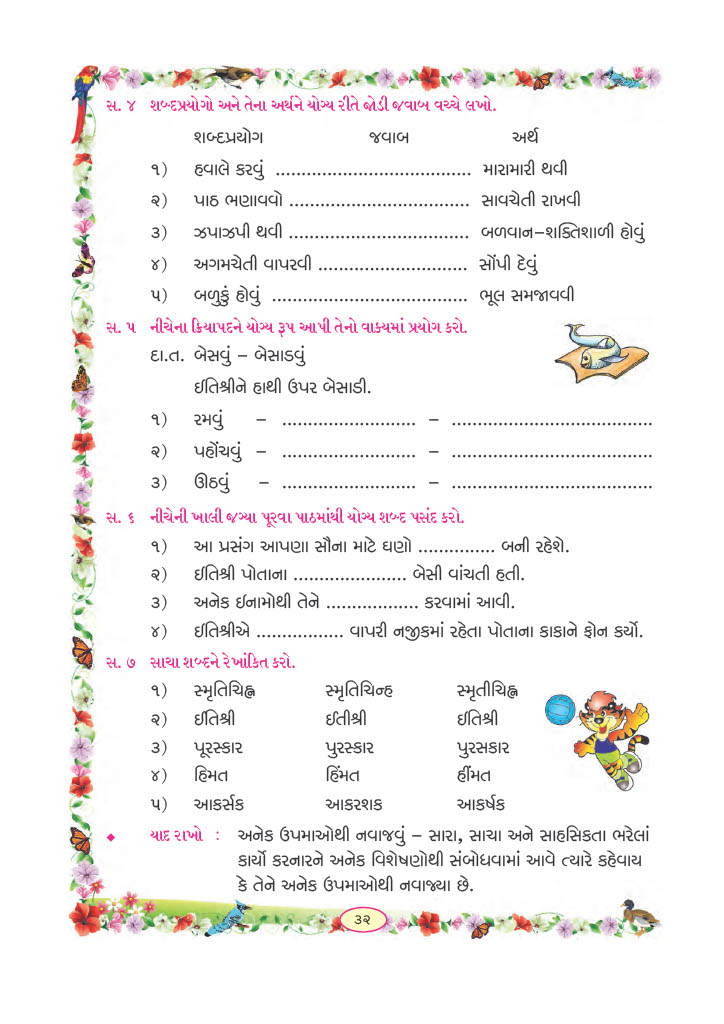 સ. ૪ શબ્દપ્રયોગો અને તેના અર્થને યોગ્ય રીતે જોડી જવાબ વચ્ચે લખો.
શબ્દપ્રયોગ જવાબ અર્થ
૧) હવાલે કરવું ...................................... મારામારી થવી
૨) પાઠ ભણાવવો ................................... સાવચેતી રાખવી
૩) ઝપાઝપી થવી ................................... બળવાન–શક્તિશાળી હોવું
૪) અગમચેતી વાપરવી ............................. સોંપી દેવું
૫) બળુકું હોવું ...................................... ભૂલ સમજાવવી
સ. ૫ નીચેના ક્રિયાપદને યોગ્ય રૂપ આપી તેનો વાક્યમાં પ્રયોગ કરો.
દા.ત. બેસવું – બેસાડવું
ઈતિશ્રીને હાથી ઉપર બેસાડી.
૧) રમવું – .......................... – .......................................
૨) પહોંચવું – .......................... – .......................................
૩) ઊઠવું – .......................... – .......................................
સ. ૬ નીચેની ખાલી જગ્યા પૂરવા પાઠમાંથી યોગ્ય શબ્દ પસંદ કરો.
૧) આ પ્રસંગ આપણા સૌના માટે ઘણો ............... બની રહેશે.
૨) ઈતિશ્રી પોતાના ...................... બેસી વાંચતી હતી.
૩) અનેક ઈનામોથી તેને .................. કરવામાં આવી.
૪) ઈતિશ્રીએ ................. વાપરી નજીકમાં રહેતા પોતાના કાકાને ફોન કર્યો.
સ. ૭ સાચા શબ્દને રેખાંકિત કરો.
૧) સ્મૃતિચિહ્ન સ્મૃતિચિન્હ સ્મૃતીચિહ્ન
૨) ઈંતિશ્રી ઈતીશ્રી ઈતિશ્રી
૩) પૂરસ્કાર પુરસ્કાર પુરસકાર
૪) હિમત હિંમત હીંમત
૫) આકર્સક આકરશક આકર્ષક
◆ યાદ રાખો : અનેક ઉપમાઓથી નવાજવું – સારા, સાચા અને સાહસિકતા ભરેલાં
કાર્યો કરનારને અનેક વિશેષણોથી સંબોધવામાં આવે ત્યારે કહેવાય
કે તેને અનેક ઉપમાઓથી નવાજ્યા છે.
૩૨